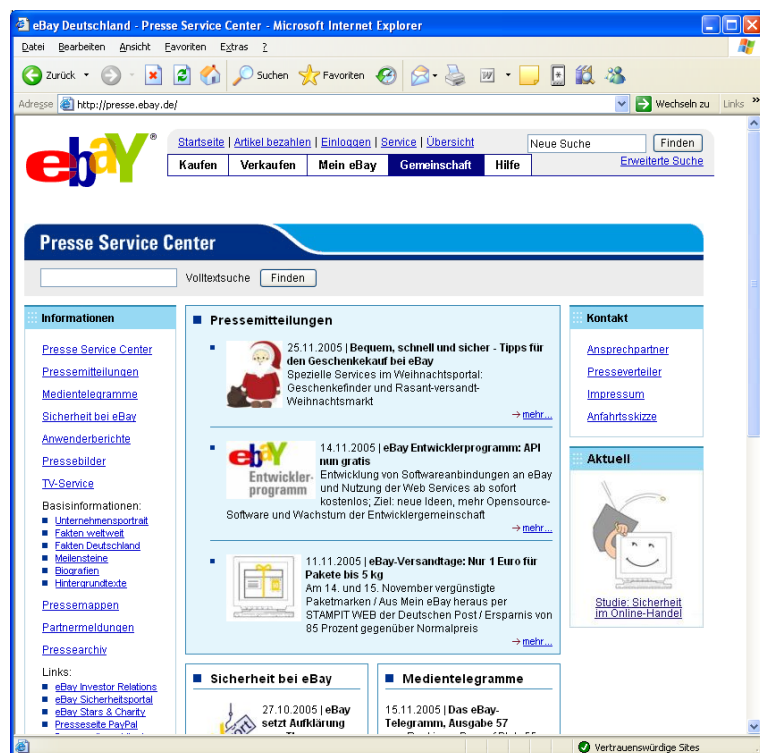 eBay Deutschland - Presse Service Center - Microsoft Internet Explorer
Datei Bearbeiten Ansicht Favoriten Extras ?
Zurück Suchen Favoriten
Adresse http://presse.ebay.de/ Wechseln zu Links »
ebaY®
Startseite | Artikel bezahlen | Einloggen | Service | Übersicht
Neue Suche Finden
Kaufen Verkaufen Mein eBay Gemeinschaft Hilfe
Erweiterte Suche
Presse Service Center
Volltextsuche Finden
Informationen
Presse Service Center
Pressemitteilungen
Medientelegramme
Sicherheit bei eBay
Anwenderberichte
Pressebilder
TV-Service
Basisinformationen:
Unternehmensportrait
Fakten weltweit
Fakten Deutschland
Meilensteine
Biografien
Hintergrundtexte
Pressemappen
Partnermeldungen
Pressearchiv
Links:
eBay Investor Relations
eBay Sicherheitsportal
eBay Stars & Charity
Presseseite PayPal
Pressemitteilungen
25.11.2005 | Bequem, schnell und sicher - Tipps für
den Geschenkekauf bei eBay
Spezielle Services im Weihnachtsportal:
Geschenkefinder und Rasant-versandt-
Weihnachtsmarkt
→ mehr...
ebaY
Entwickler-
programm
14.11.2005 | eBay Entwicklerprogramm: API
nun gratis
Entwicklung von Softwareanbindungen an eBay
und Nutzung der Web Services ab sofort
kostenlos; Ziel: neue Ideen, mehr Opensource-
Software und Wachstum der Entwicklergemeinschaft
→ mehr...
11.11.2005 | eBay-Versandtage: Nur 1 Euro für
Pakete bis 5 kg
Am 14. und 15. November vergünstigte
Paketmarken / Aus Mein eBay heraus per
STAMPIT WEB der Deutschen Post / Ersparnis von
85 Prozent gegenüber Normalpreis
→ mehr...
Sicherheit bei eBay
27.10.2005 | eBay
setzt Aufklärung
Medientelegramme
15.11.2005 | Das eBay-
Telegramm, Ausgabe 57
Kontakt
Ansprechpartner
Presseverteiler
Impressum
Anfahrtsskizze
Aktuell
Studie: Sicherheit
im Online-Handel
Vertrauenswürdige Sites